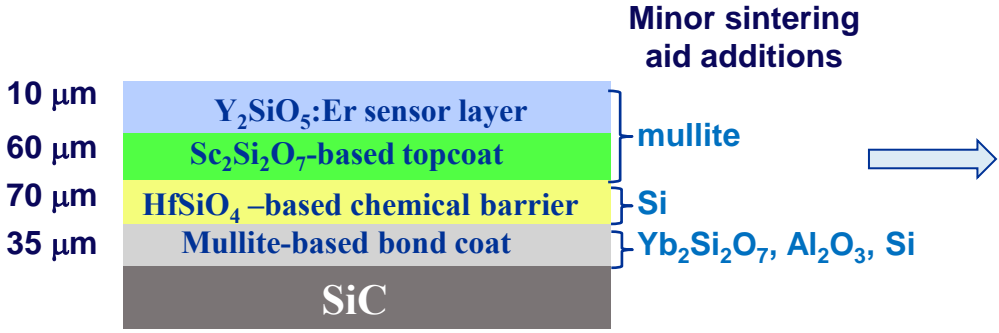 Minor sintering
aid additions
10 μm
Y₂SiO₅:Er sensor layer
mullite
60 μm
Sc₂Si₂O₇-based topcoat
70 μm
HfSiO₄ –based chemical barrier
Si
35 μm
Mullite-based bond coat
Yb₂Si₂O₇, Al₂O₃, Si
SiC